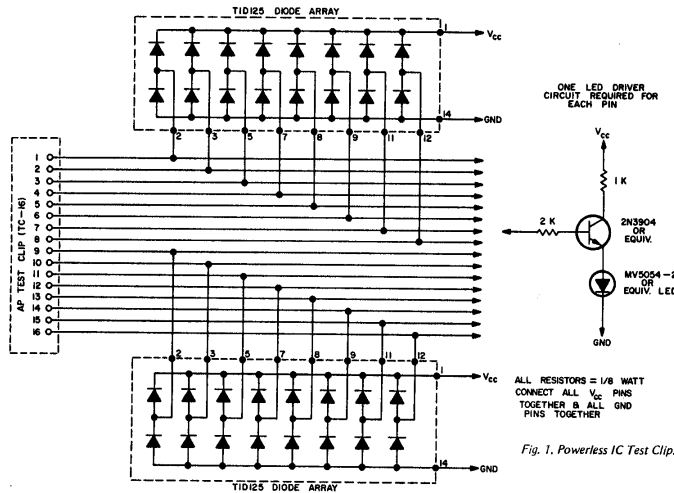 TID125 DIODE ARRAY
1
VCC
14
GND
2 3 5 7 8 9 11 12
AP TEST CLIP (TC-16)
1
2
3
4
5
6
7
8
9
10
11
12
13
14
15
16
2 3 5 7 8 9 11 12
1
VCC
14
GND
TID125 DIODE ARRAY
ONE LED DRIVER
CIRCUIT REQUIRED FOR
EACH PIN
VCC
1K
2 K
2N3904
OR
EQUIV.
MV5054-2
OR
EQUIV. LED
GND
ALL RESISTORS = 1/8 WATT
CONNECT ALL VCC PINS
TOGETHER & ALL GND
PINS TOGETHER
Fig. 1. Powerless IC Test Clip.